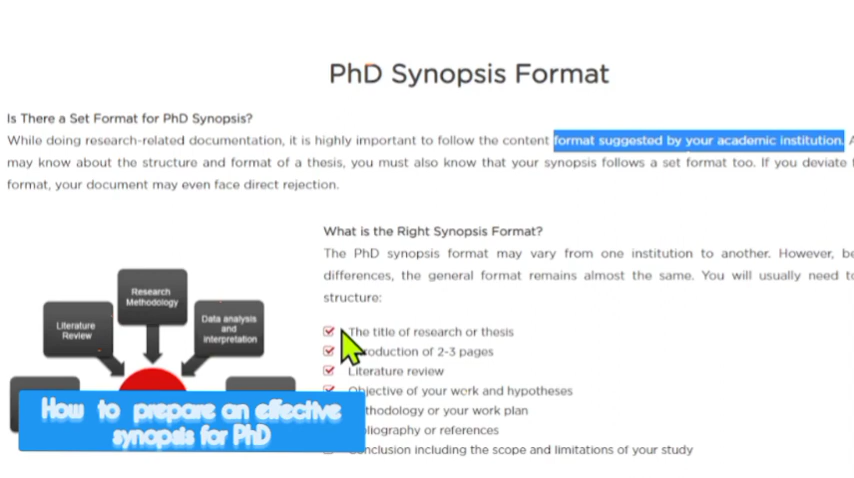 PhD Synopsis Format
Is There a Set Format for PhD Synopsis?
While doing research-related documentation, it is highly important to follow the content format suggested by your academic institution. A
may know about the structure and format of a thesis, you must also know that your synopsis follows a set format too. If you deviate
format, your document may even face direct rejection.
What is the Right Synopsis Format?
The PhD synopsis format may vary from one institution to another. However,
differences, the general format remains almost the same. You will usually need
structure:
Research
Methodology
Literature
Review
Data analysis
and
interpretation
The title of research or thesis
oduction of 2-3 pages
Literature review
Objective of your work and hypotheses
thodology or your work plan
liography or references
onclusion including the scope and limitations of your study
How to prepare an effective
synopsis for PhD